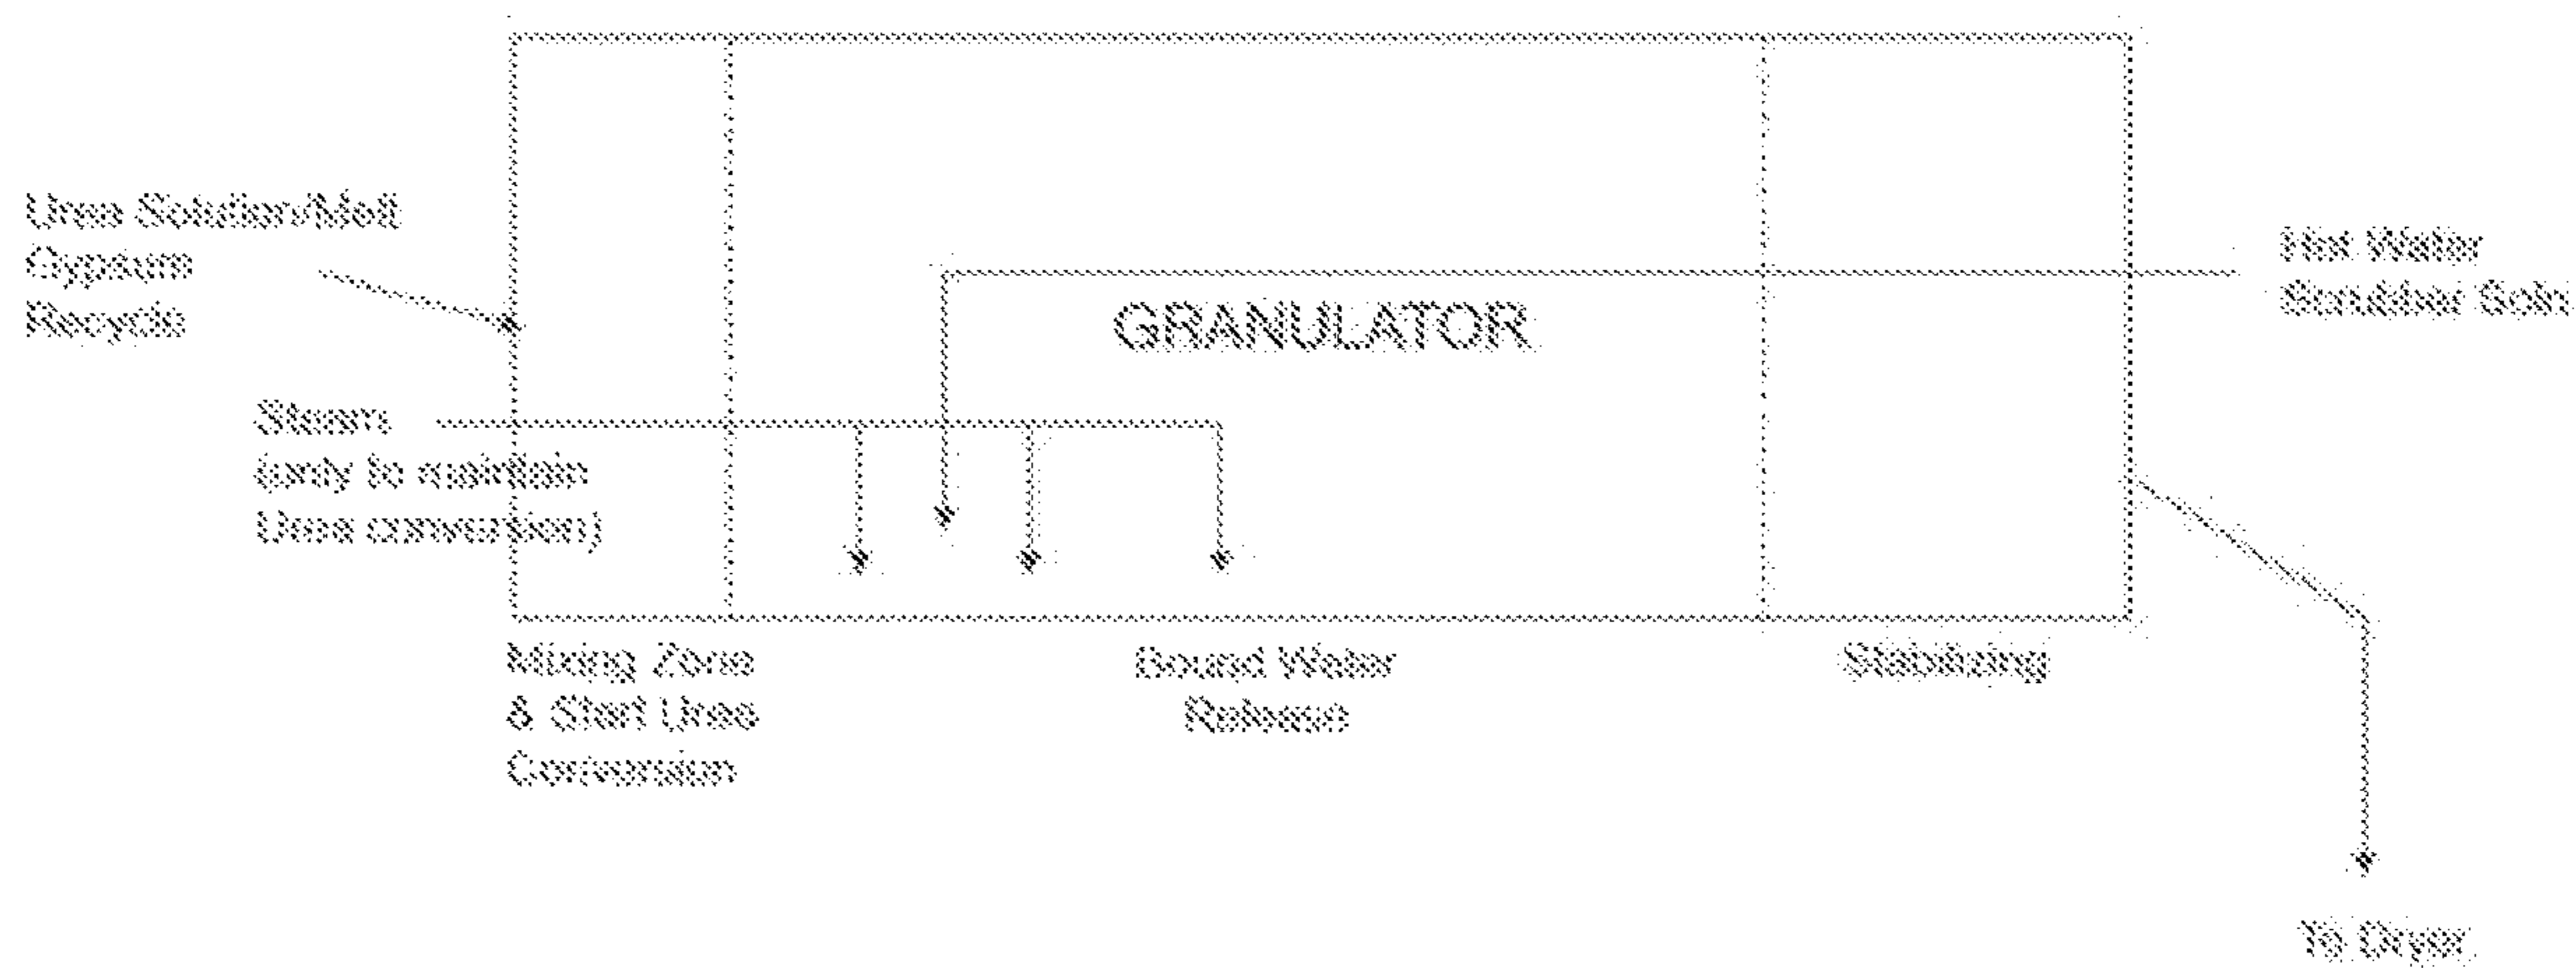 Urea Solution/Melt
Gypsum
Recycle
Hot Water
Scrubber Soln
GRANULATOR
Steam
(only to maintain
Urea conversion)
Mixing Zone
& Start Urea
Conversion
Bound Water
Release
Stabilizing
To Dryer